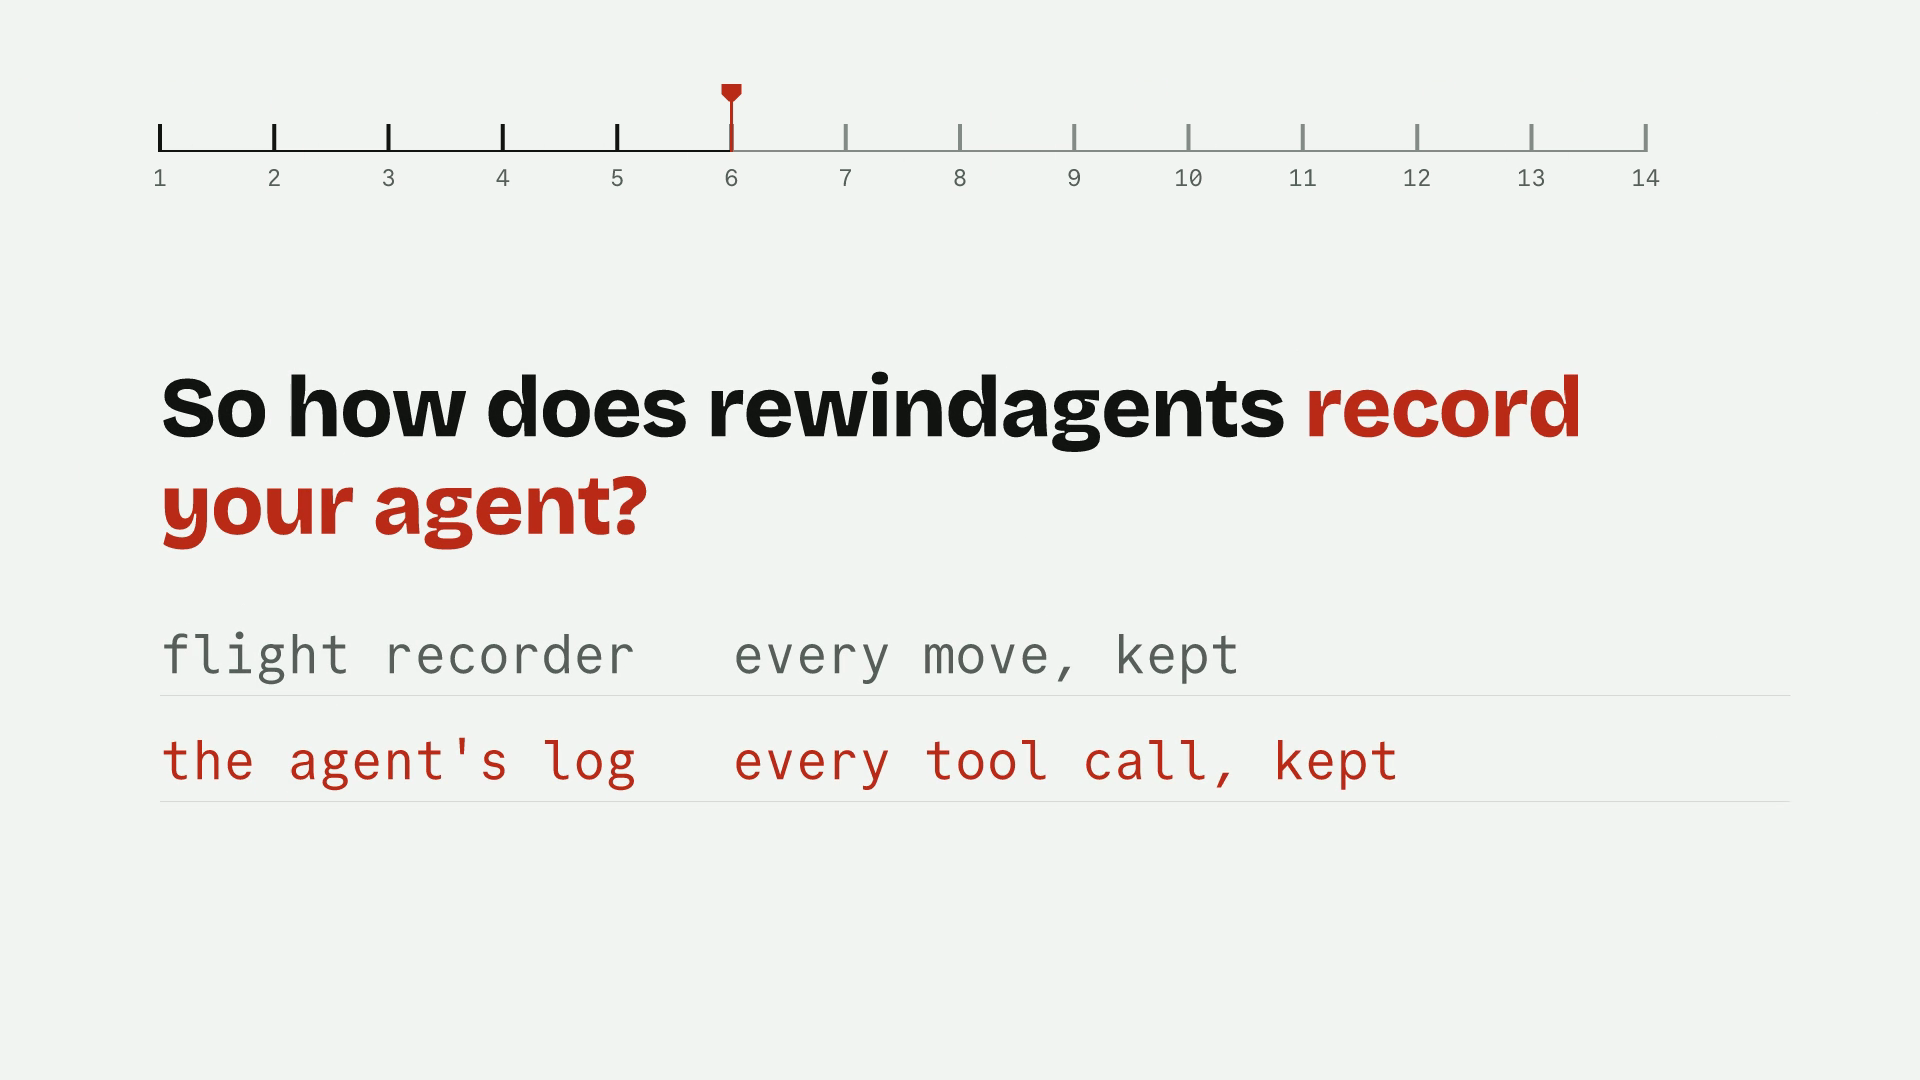 1 2 3 4 5 6 7 8 9 10 11 12 13 14
So how does rewindagents record
your agent?
flight recorder every move, kept
the agent's log every tool call, kept